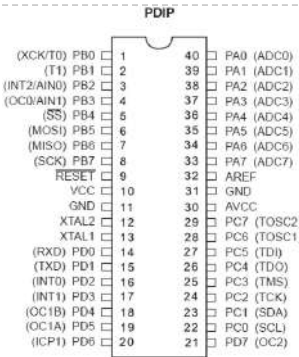 PDIP
(XCK/T0) PB0 1 40 PA0 (ADC0)
(T1) PB1 2 39 PA1 (ADC1)
(INT2/AIN0) PB2 3 38 PA2 (ADC2)
(OC0/AIN1) PB3 4 37 PA3 (ADC3)
(SS) PB4 5 36 PA4 (ADC4)
(MOSI) PB5 6 35 PA5 (ADC5)
(MISO) PB6 7 34 PA6 (ADC6)
(SCK) PB7 8 33 PA7 (ADC7)
RESET 9 32 AREF
VCC 10 31 GND
GND 11 30 AVCC
XTAL2 12 29 PC7 (TOSC2
XTAL1 13 28 PC6 (TOSC1
(RXD) PD0 14 27 PC5 (TDI)
(TXD) PD1 15 26 PC4 (TDO)
(INT0) PD2 16 25 PC3 (TMS)
(INT1) PD3 17 24 PC2 (TCK)
(OC1B) PD4 18 23 PC1 (SDA)
(OC1A) PD5 19 22 PC0 (SCL)
(ICP1) PD6 20 21 PD7 (OC2)